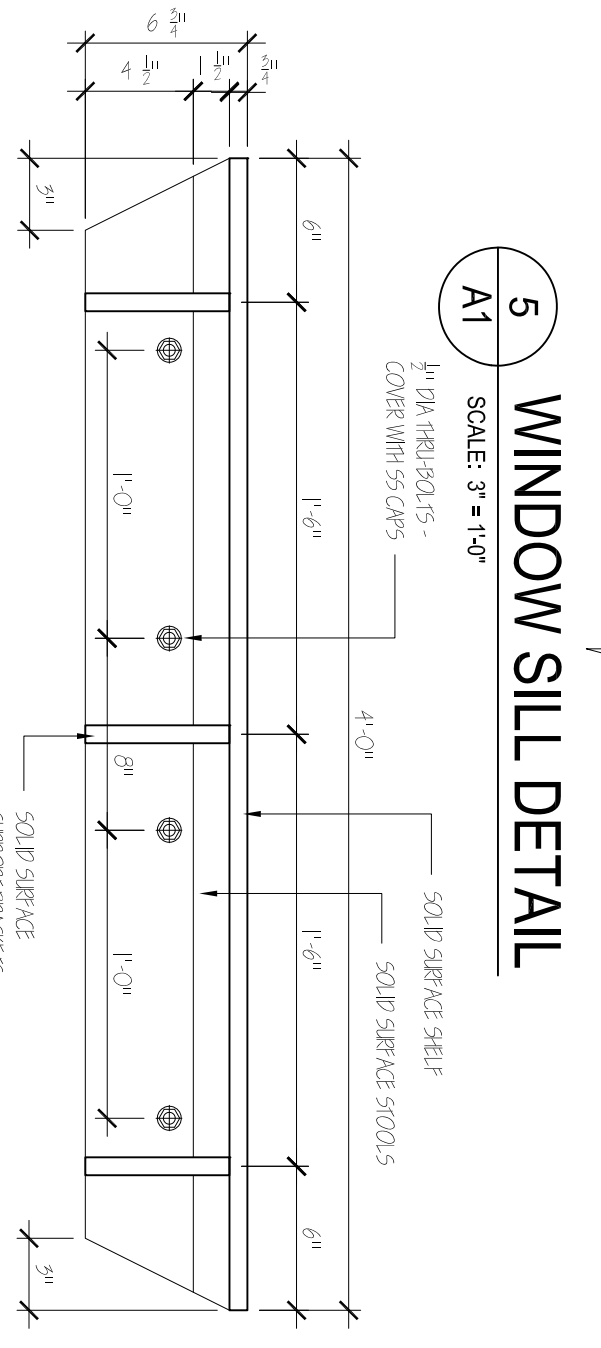 5
A1
WINDOW SILL DETAIL
SCALE: 3" = 1'-0"
1/2" DIA THRU-BOLTS -
COVER WITH SS CAPS
SOLID SURFACE SHELF
SOLID SURFACE STOOLS
4'-0"
6"
1'-6"
1'-6"
6"
3/4"
1 1/2"
4 1/2"
6 3/4"
1'-0"
8"
1'-0"
3"
3"
SOLID SURFACE